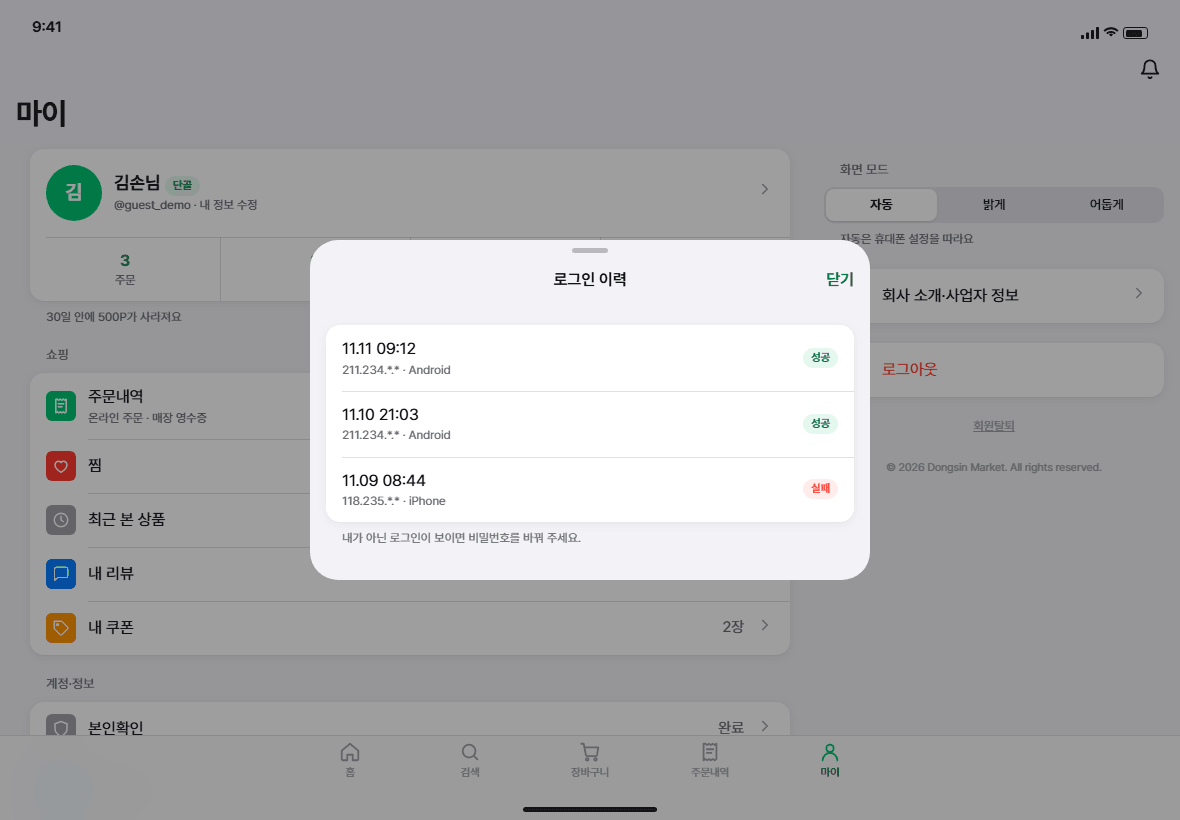 9:41
마이
김
김손님 단골
@guest_demo · 내 정보 수정
3
주문
30일 안에 500P가 사라져요
쇼핑
주문내역
온라인 주문 · 매장 영수증
찜
최근 본 상품
내 리뷰
내 쿠폰
2장
계정·정보
본인확인
완료
화면 모드
자동
밝게
어둡게
자동은 휴대폰 설정을 따라요
회사 소개·사업자 정보
로그아웃
회원탈퇴
© 2026 Dongsin Market. All rights reserved.
로그인 이력
닫기
11.11 09:12
211.234.*.* · Android
성공
11.10 21:03
211.234.*.* · Android
성공
11.09 08:44
118.235.*.* · iPhone
실패
내가 아닌 로그인이 보이면 비밀번호를 바꿔 주세요.
홈
검색
장바구니
주문내역
마이